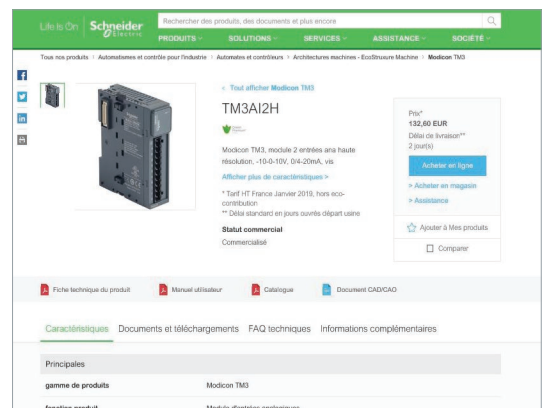 Life Is On
Schneider
Electric
Rechercher des produits, des documents et plus encore
PRODUITS
SOLUTIONS
SERVICES
ASSISTANCE
SOCIÉTÉ
Tous nos produits
Automatismes et contrôle pour l'industrie
Automates et contrôleurs
Architectures machines - EcoStruxure Machine
Modicon TM3
< Tout afficher Modicon TM3
TM3AI2H
Modicon TM3, module 2 entrées ana haute
résolution, -10-0-10V, 0/4-20mA, vis
Afficher plus de caractéristiques >
* Tarif HT France Janvier 2019, hors eco-
contribution
** Délai standard en jours ouvrés départ usine
Statut commercial
Commercialisé
Prix*
132,60 EUR
Délai de livraison**
2 jour(s)
Acheter en ligne
> Acheter en magasin
> Assistance
Ajouter à Mes produits
Comparer
Fiche technique du produit
Manuel utilisateur
Catalogue
Document CAD/CAO
Caractéristiques
Documents et téléchargements
FAQ techniques
Informations complémentaires
Principales
gamme de produits
Modicon TM3